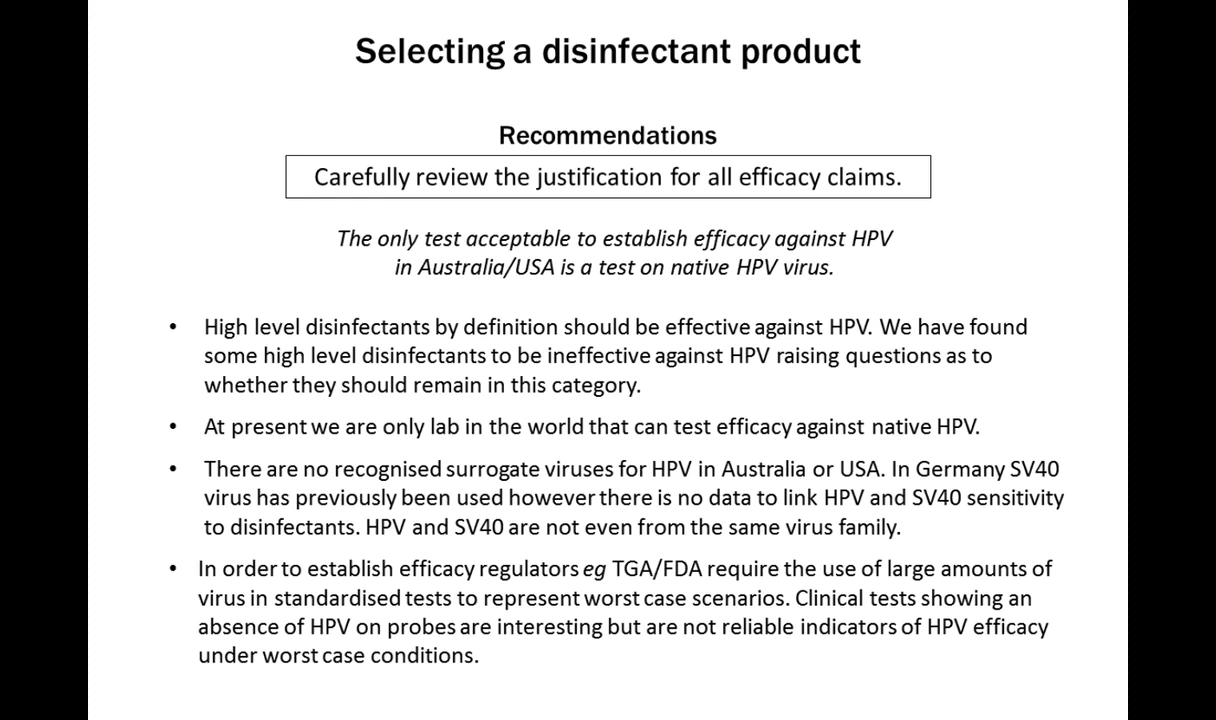 Selecting a disinfectant product
Recommendations
Carefully review the justification for all efficacy claims.
The only test acceptable to establish efficacy against HPV
in Australia/USA is a test on native HPV virus.
• High level disinfectants by definition should be effective against HPV. We have found
some high level disinfectants to be ineffective against HPV raising questions as to
whether they should remain in this category.
• At present we are only lab in the world that can test efficacy against native HPV.
• There are no recognised surrogate viruses for HPV in Australia or USA. In Germany SV40
virus has previously been used however there is no data to link HPV and SV40 sensitivity
to disinfectants. HPV and SV40 are not even from the same virus family.
• In order to establish efficacy regulators eg TGA/FDA require the use of large amounts of
virus in standardised tests to represent worst case scenarios. Clinical tests showing an
absence of HPV on probes are interesting but are not reliable indicators of HPV efficacy
under worst case conditions.